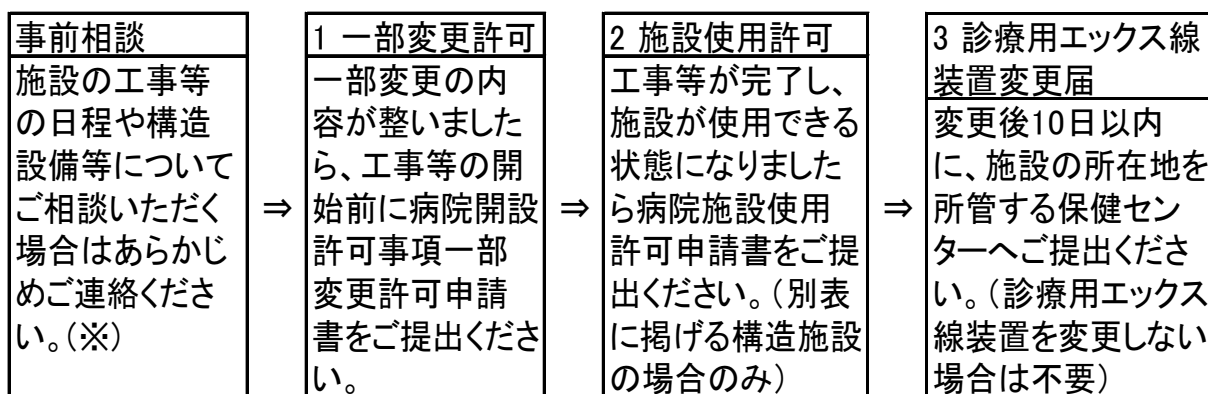 事前相談
施設の工事等
の日程や構造
設備等について
ご相談いただく
場合はあらかじ
めご連絡くださ
い。(※)
⇒
1 一部変更許可
一部変更の内
容が整いました
ら、工事等の開
始前に病院開設
許可事項一部
変更許可申請
書をご提出くださ
い。
⇒
2 施設使用許可
工事等が完了し、
施設が使用できる
状態になりました
ら病院施設使用
許可申請書をご提
出ください。(別表
に掲げる構造施設
の場合のみ)
⇒
3 診療用エックス線
装置変更届
変更後10日以内
に、施設の所在地を
所管する保健セン
ターへご提出くださ
い。(診療用エックス
線装置を変更しない
場合は不要)